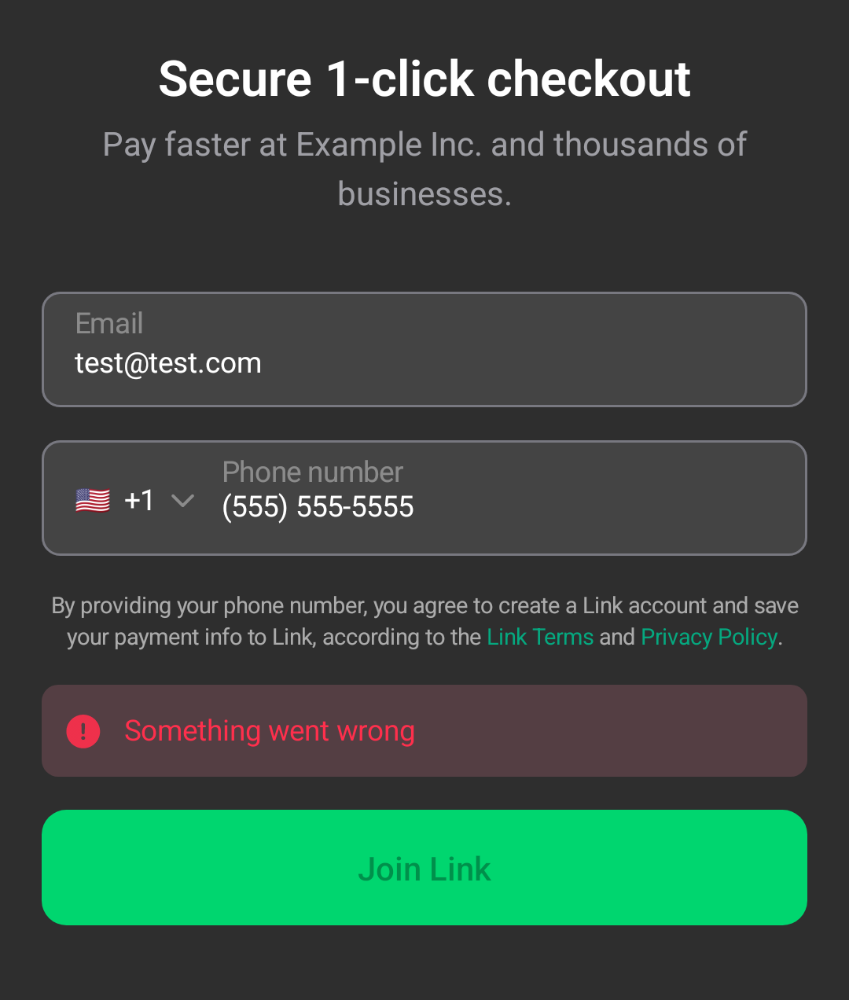 Secure 1-click checkout
Pay faster at Example Inc. and thousands of
businesses.
Email
test@test.com
Phone number
🇺🇸 +1 (555) 555-5555
By providing your phone number, you agree to create a Link account and save
your payment info to Link, according to the Link Terms and Privacy Policy.
! Something went wrong
Join Link